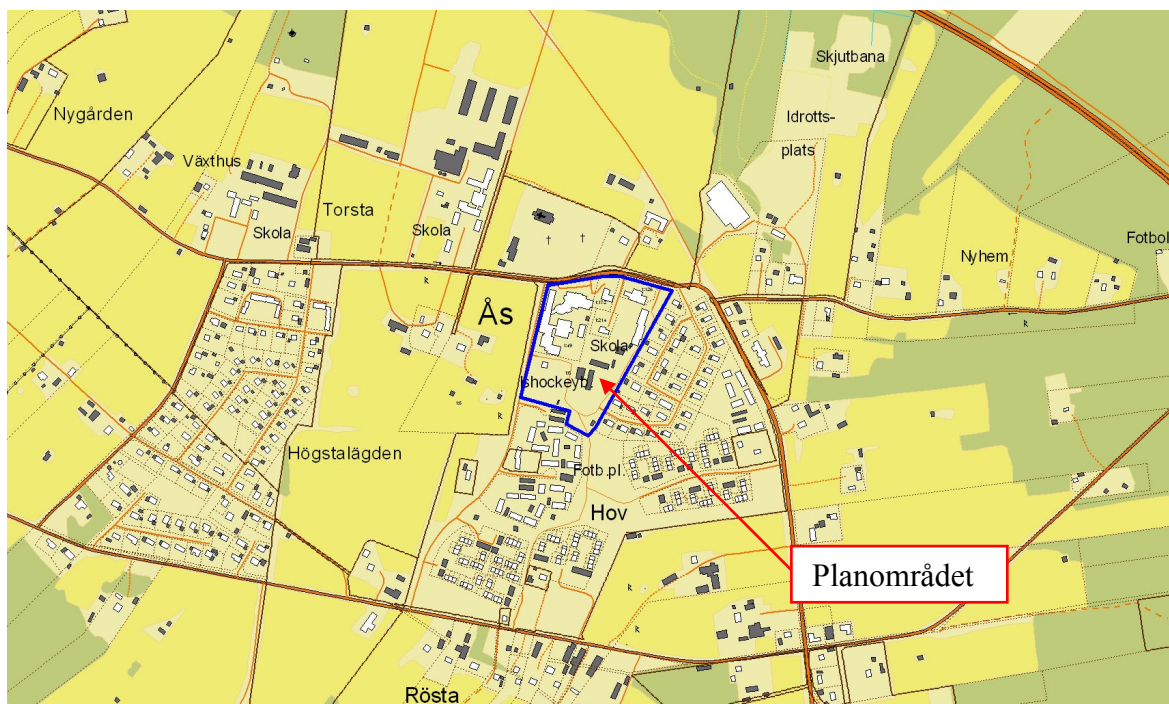 Skjutbana
Nygården
Idrotts-
plats
Växthus
Torsta
Skola
Skola
Nyhem
Fotbol
Ås
Skola
Ishockeyb
Högstalägden
Fotb.pl.
Hov
Planområdet
Rösta